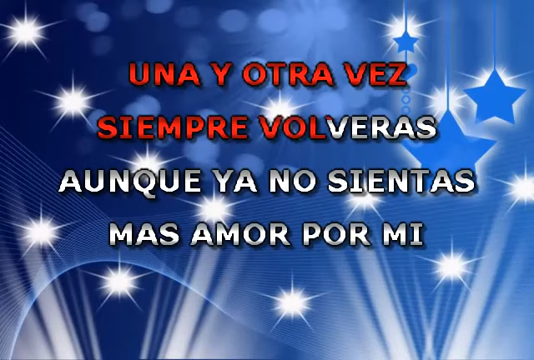 UNA Y OTRA VEZ
SIEMPRE VOLVERAS
AUNQUE YA NO SIENTAS
MAS AMOR POR MI